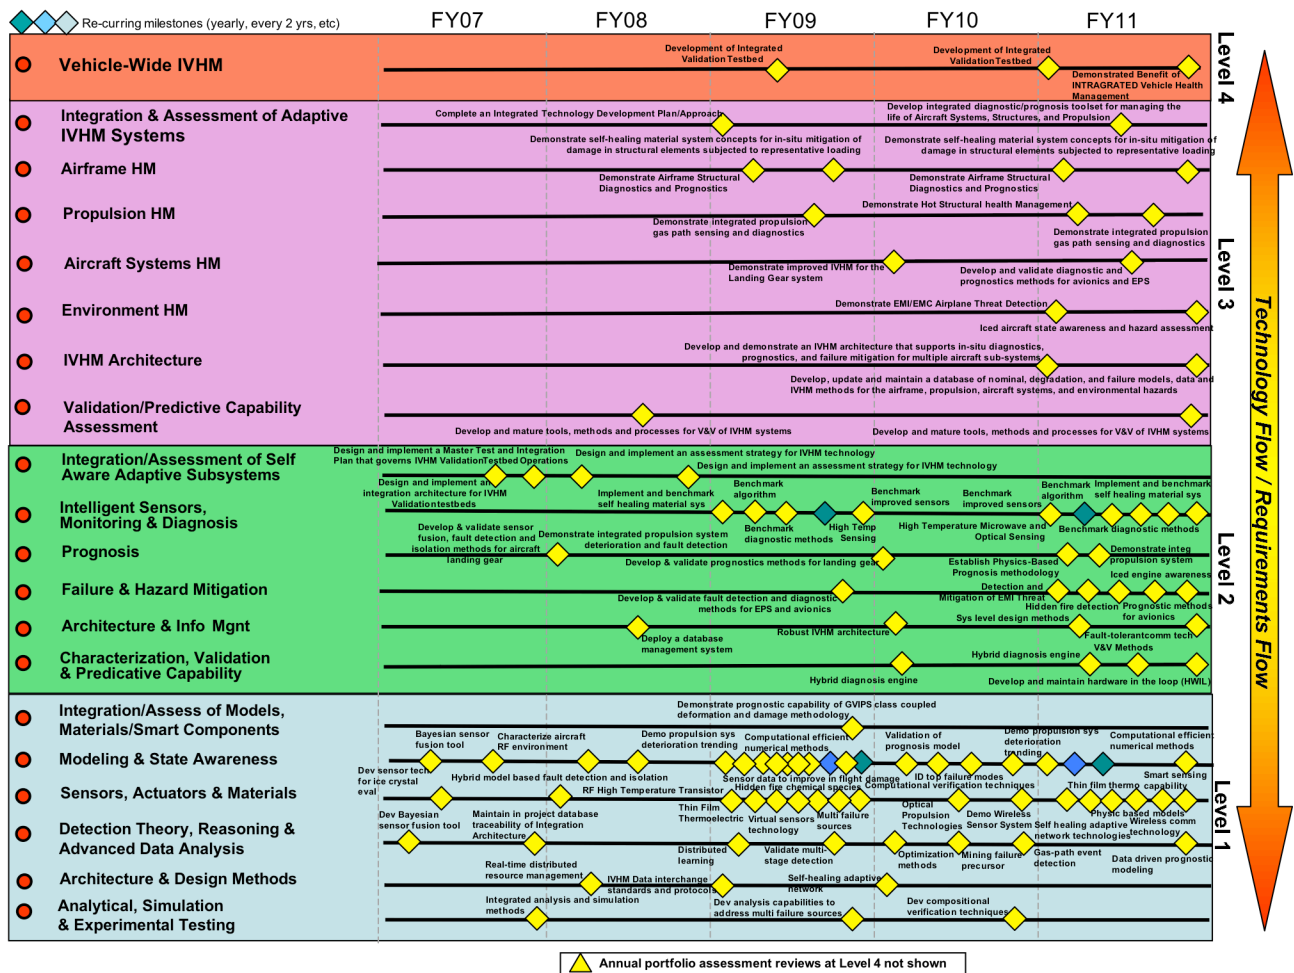 Re-curring milestones (yearly, every 2 yrs, etc)
FY07 FY08 FY09 FY10 FY11
Vehicle-Wide IVHM
Development of Integrated
Validation Testbed
Development of Integrated
Validation Testbed
Demonstrated Benefit of
INTRAGRATED Vehicle Health
Management
Level 4
Integration & Assessment of Adaptive
IVHM Systems
Complete an Integrated Technology Development Plan/Approach
Develop integrated diagnostic/prognosis toolset for managing the
life of Aircraft Systems, Structures, and Propulsion
Demonstrate self-healing material system concepts for in-situ mitigation of
damage in structural elements subjected to representative loading
Demonstrate self-healing material system concepts for in-situ mitigation of
damage in structural elements subjected to representative loading
Airframe HM
Demonstrate Airframe Structural
Diagnostics and Prognostics
Demonstrate Airframe Structural
Diagnostics and Prognostics
Propulsion HM
Demonstrate integrated propulsion
gas path sensing and diagnostics
Demonstrate Hot Structural health Management
Demonstrate integrated propulsion
gas path sensing and diagnostics
Aircraft Systems HM
Demonstrate improved IVHM for the
Landing Gear system
Develop and validate diagnostic and
prognostics methods for avionics and EPS
Environment HM
Demonstrate EMI/EMC Airplane Threat Detection
Iced aircraft state awareness and hazard assessment
IVHM Architecture
Develop and demonstrate an IVHM architecture that supports in-situ diagnostics,
prognostics, and failure mitigation for multiple aircraft sub-systems
Develop, update and maintain a database of nominal, degradation, and failure models, data and
IVHM methods for the airframe, propulsion, aircraft systems, and environmental hazards
Validation/Predictive Capability
Assessment
Develop and mature tools, methods and processes for V&V of IVHM systems
Develop and mature tools, methods and processes for V&V of IVHM systems
Level 3
Integration/Assessment of Self
Aware Adaptive Subsystems
Design and implement a Master Test and Integration
Plan that governs IVHM Validation Testbed Operations
Design and implement an assessment strategy for IVHM technology
Design and implement an assessment strategy for IVHM technology
Design and implement an
integration architecture for IVHM
Validation testbeds
Intelligent Sensors,
Monitoring & Diagnosis
Implement and benchmark
self healing material sys
Benchmark
algorithm
Benchmark
diagnostic methods
High Temp
Sensing
Benchmark
improved sensors
Benchmark
improved sensors
High Temperature Microwave and
Optical Sensing
Benchmark
algorithm
Implement and benchmark
self healing material sys
Benchmark diagnostic methods
Prognosis
Develop & validate sensor
fusion, fault detection and
isolation methods for aircraft
landing gear
Demonstrate integrated propulsion system
deterioration and fault detection
Develop & validate prognostics methods for landing gear
Establish Physics-Based
Prognosis methodology
Demonstrate integ
propulsion system
Failure & Hazard Mitigation
Develop & validate fault detection and diagnostic
methods for EPS and avionics
Detection and
Mitigation of EMI Threat
Iced engine awareness
Hidden fire detection
Prognostic methods
for avionics
Architecture & Info Mgnt
Deploy a database
management system
Robust IVHM architecture
Sys level design methods
Fault-tolerantcomm tech
Characterization, Validation
& Predicative Capability
Hybrid diagnosis engine
Hybrid diagnosis engine
V&V Methods
Develop and maintain hardware in the loop (HWIL)
Level 2
Integration/Assess of Models,
Materials/Smart Components
Demonstrate prognostic capability of GVIPS class coupled
deformation and damage methodology
Modeling & State Awareness
Bayesian sensor
fusion tool
Characterize aircraft
RF environment
Demo propulsion sys
deterioration trending
Computational efficient
numerical methods
Validation of
prognosis model
Demo propulsion sys
deterioration
trending
Computational efficient
numerical methods
Dev sensor tech
for ice crystal
eval
Hybrid model based fault detection and isolation
Sensor data to improve in flight damage
ID top failure modes
Smart sensing
capability
Sensors, Actuators & Materials
RF High Temperature Transistor
Hidden fire chemical species
Computational verification techniques
Thin film thermo
Thin Film
Thermoelectric
Virtual sensors
technology
Multi failure
sources
Optical
Propulsion
Technologies
Demo Wireless
Sensor System
Self healing adaptive
network technologies
Physic based models
Wireless comm
technology
Detection Theory, Reasoning &
Advanced Data Analysis
Dev Bayesian
sensor fusion tool
Maintain in project database
traceability of Integration
Architecture
Distributed
learning
Validate multi-
stage detection
Optimization
methods
Mining failure
precursor
Gas-path event
detection
Data driven prognostic
modeling
Architecture & Design Methods
Real-time distributed
resource management
IVHM Data interchange
standards and protocols
Self-healing adaptive
network
Analytical, Simulation
& Experimental Testing
Integrated analysis and simulation
methods
Dev analysis capabilities to
address multi failure sources
Dev compositional
verification techniques
Level 1
Technology Flow / Requirements Flow
Annual portfolio assessment reviews at Level 4 not shown